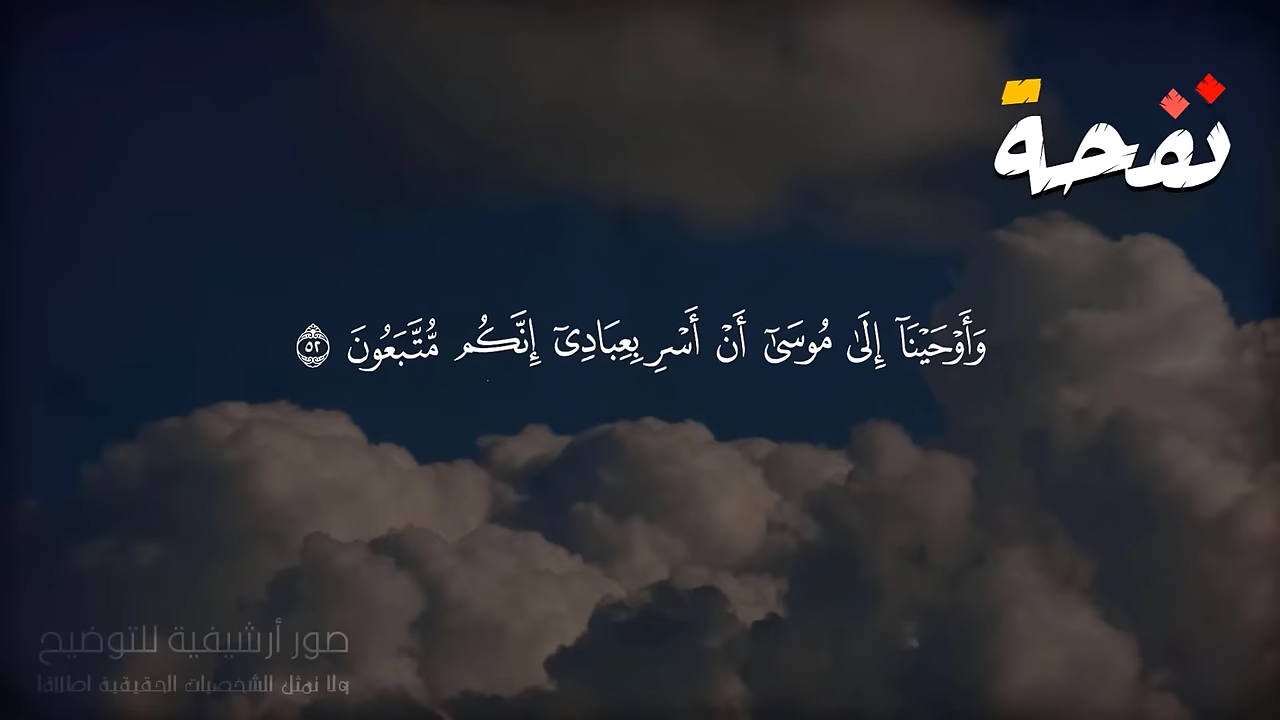 نفحة
وَأَوْحَيْنَآ إِلَىٰ مُوسَىٰٓ أَنْ أَسْرِ بِعِبَادِىٓ إِنَّكُم مُّتَّبَعُونَ ٥٢
صور أرشيفية للتوضيح
ولا تمثل الشخصيات الحقيقية اطلاقا